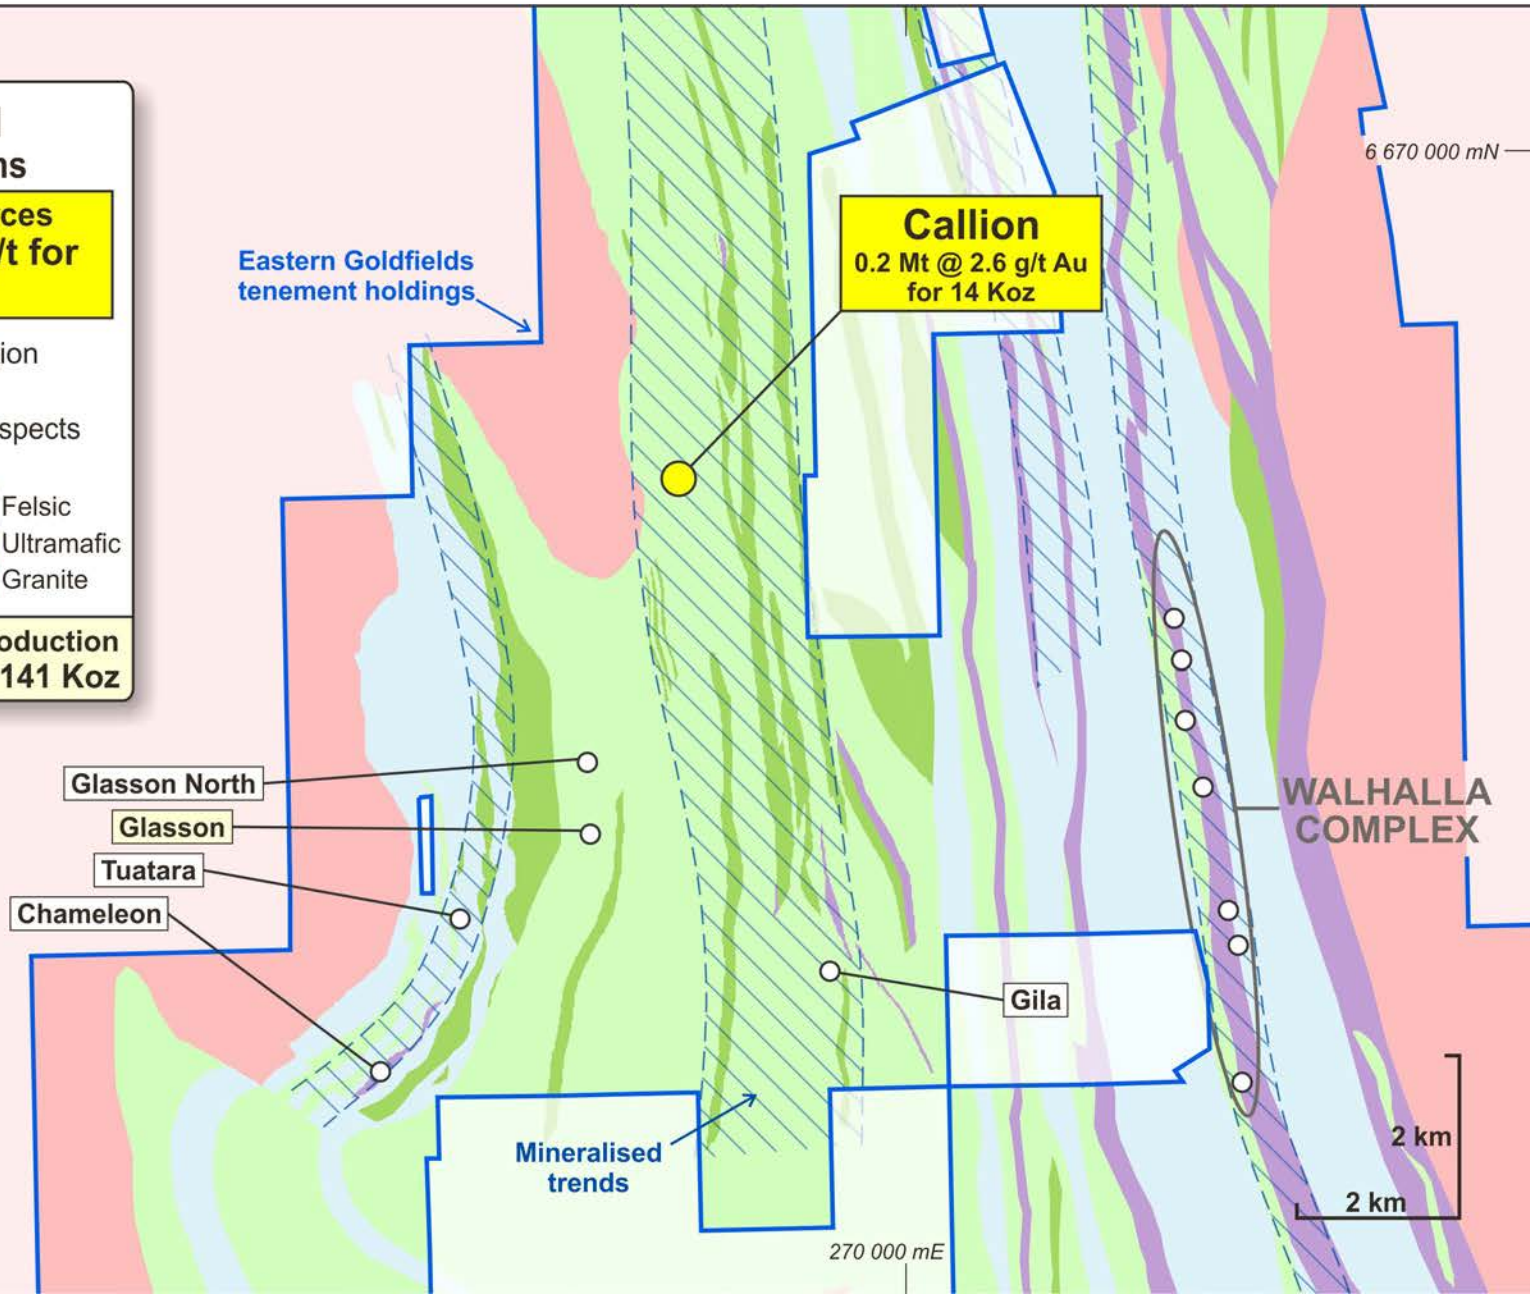 ns
ces
/t for
ion
spects
Felsic
Ultramafic
Granite
oduction
141 Koz
6 670 000 mN
Eastern Goldfields
tenement holdings
Callion
0.2 Mt @ 2.6 g/t Au
for 14 Koz
Glasson North
Glasson
Tuatara
Chameleon
WALHALLA
COMPLEX
Gila
Mineralised
trends
2 km
2 km
270 000 mE